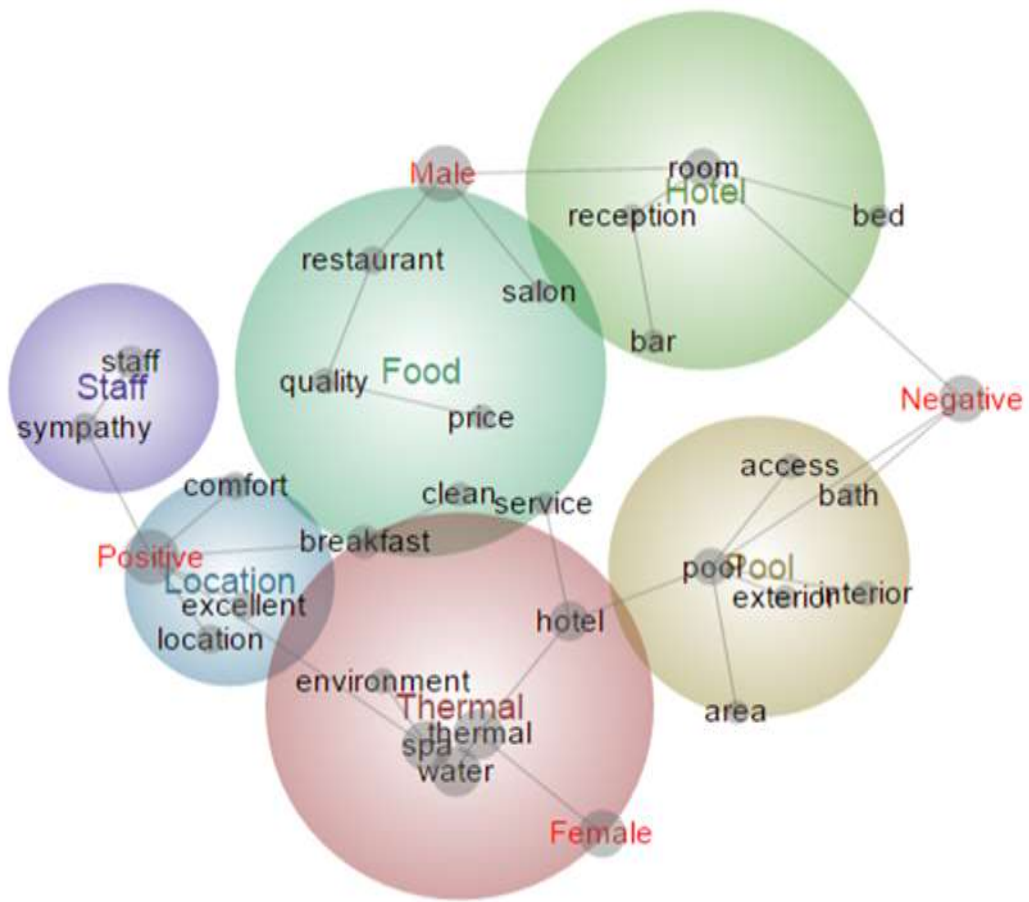 Male
room
Hotel
reception
bed
restaurant
salon
bar
staff
Staff
Food
quality
Negative
price
sympathy
access
comfort
clean
service
bath
breakfast
Positive
pool
Pool
Location
excellent
exterior
interior
hotel
location
environment
Thermal
area
thermal
spa
water
Female